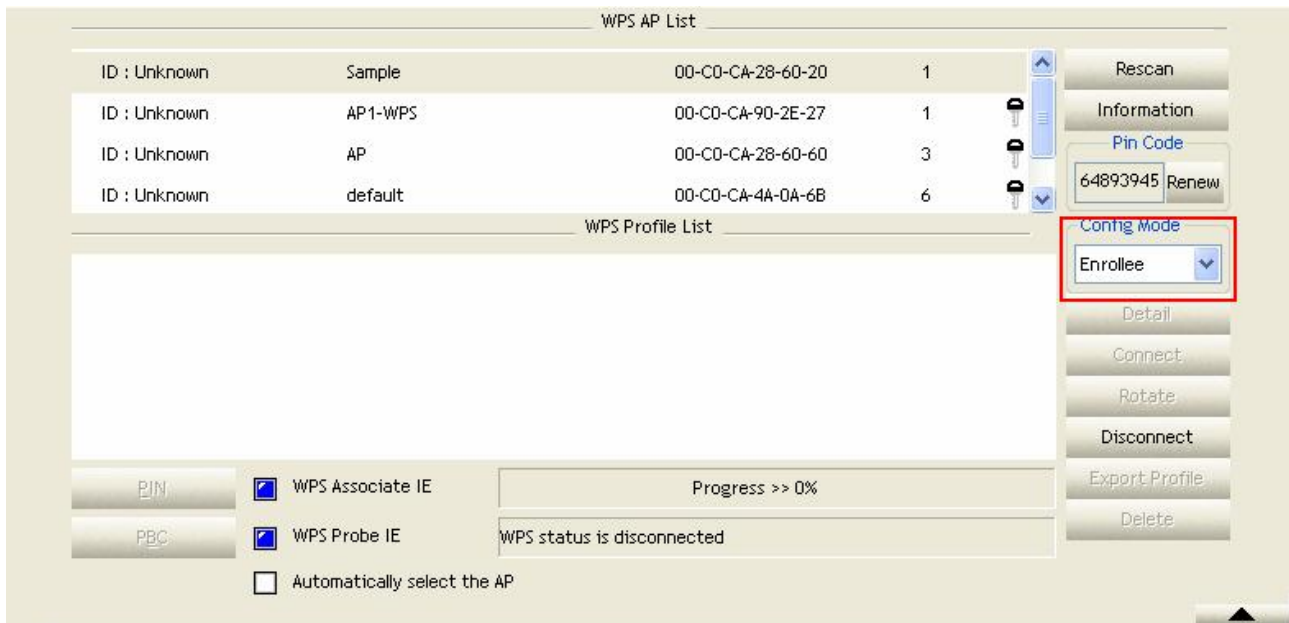 WPS AP List
ID : Unknown Sample 00-C0-CA-28-60-20 1
ID : Unknown AP1-WPS 00-C0-CA-90-2E-27 1
ID : Unknown AP 00-C0-CA-28-60-60 3
ID : Unknown default 00-C0-CA-4A-0A-6B 6
Rescan
Information
Pin Code
64893945 Renew
WPS Profile List
Config Mode
Enrollee
Detail
Connect
Rotate
Disconnect
Export Profile
Delete
PIN
WPS Associate IE
Progress >> 0%
PBC
WPS Probe IE
WPS status is disconnected
Automatically select the AP